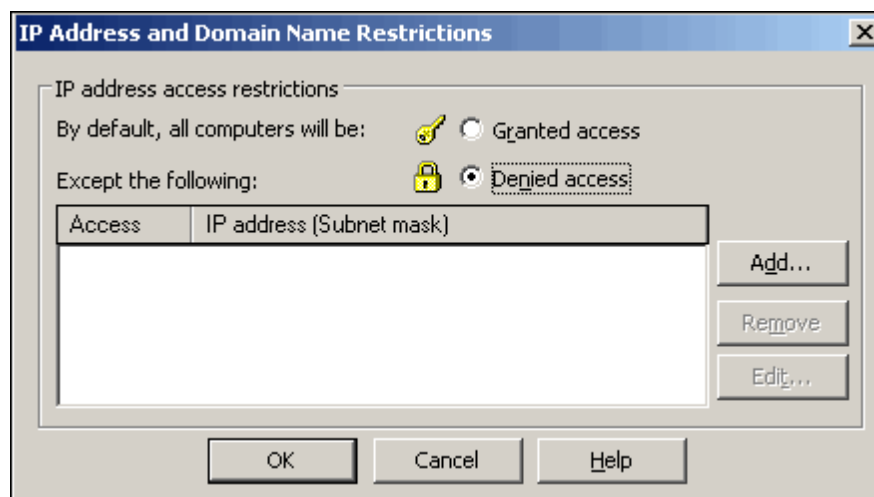 IP Address and Domain Name Restrictions
IP address access restrictions
By default, all computers will be:
Granted access
Except the following:
Denied access
Access
IP address (Subnet mask)
Add...
Remove
Edit...
OK
Cancel
Help